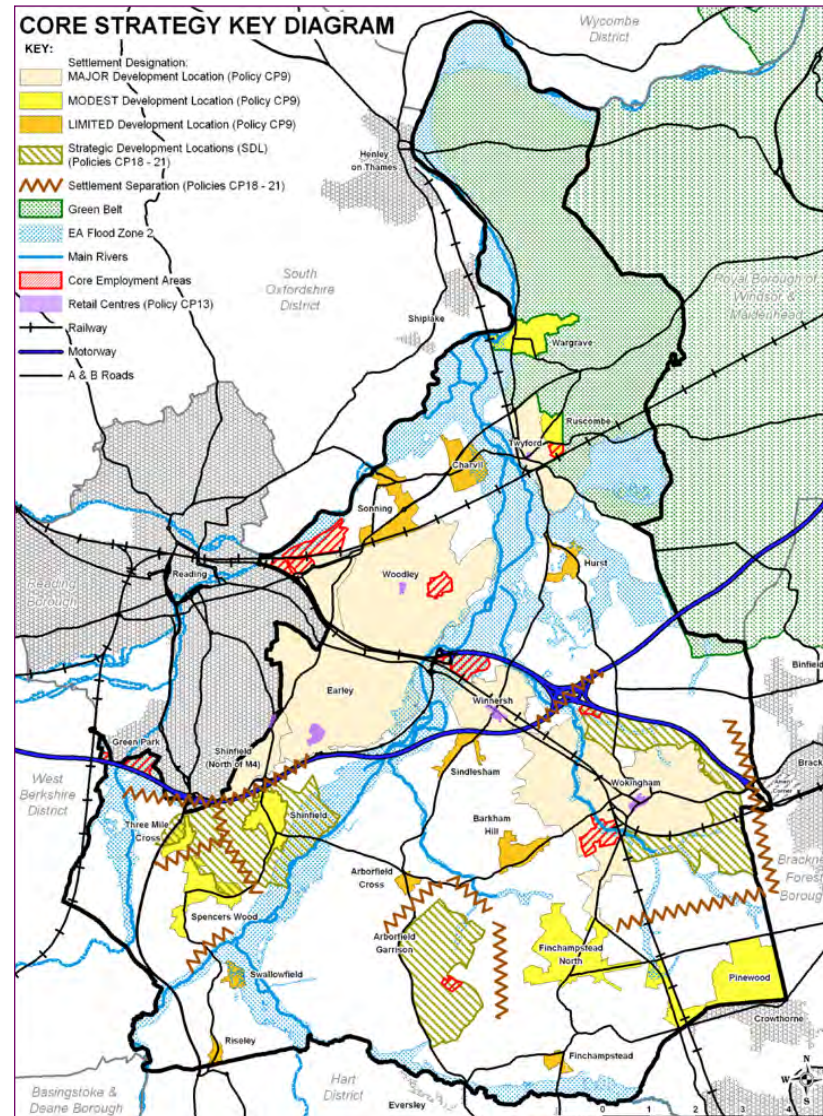 CORE STRATEGY KEY DIAGRAM
KEY:
Settlement Designation:
MAJOR Development Location (Policy CP9)
MODEST Development Location (Policy CP9)
LIMITED Development Location (Policy CP9)
Strategic Development Locations (SDL)
(Policies CP18 - 21)
Settlement Separation (Policies CP18 - 21)
Green Belt
EA Flood Zone 2
Main Rivers
Core Employment Areas
Retail Centres (Policy CP13)
Railway
Motorway
A & B Roads
Wycombe
District
Henley
on Thames
South
Oxfordshire
District
Royal Borough of
Windsor &
Maidenhead
Shiplake
Wargrave
Ruscombe
Twyford
Charvil
Sonning
Hurst
Woodley
Reading
Reading
Borough
Binfield
Earley
Winnersh
Green Park
Shinfield
(North of M4)
Sindlesham
West
Berkshire
District
Wokingham
Brack
Amen
Corner
Three Mile
Cross
Shinfield
Barkham
Hill
Bracknell
Forest
Borough
Arborfield
Cross
Spencers Wood
Arborfield
Garrison
Finchampstead
North
Swallowfield
Pinewood
Crowthorne
Riseley
Finchampstead
N
W
S
Basingstoke &
Deane Borough
Hart
District
Eversley
0
2